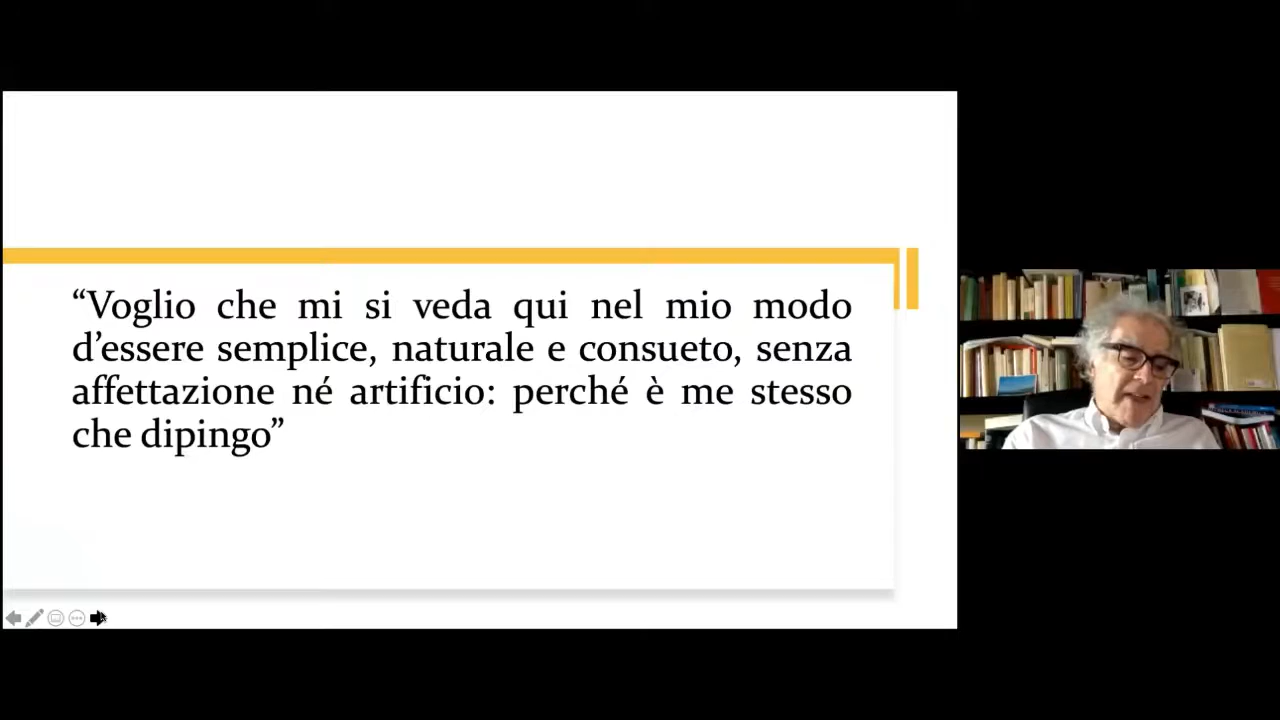 “Voglio che mi si veda qui nel mio modo
d’essere semplice, naturale e consueto, senza
affettazione né artificio: perché è me stesso
che dipingo”